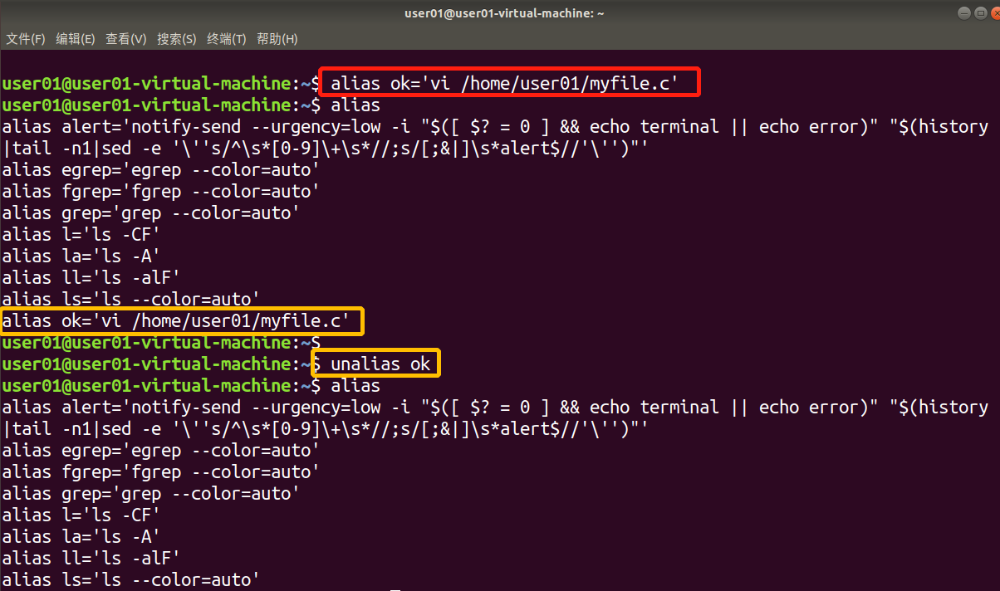 user01@user01-virtual-machine: ~
文件(F) 编辑(E) 查看(V) 搜索(S) 终端(T) 帮助(H)
user01@user01-virtual-machine:~$ alias ok='vi /home/user01/myfile.c'
user01@user01-virtual-machine:~$ alias
alias alert='notify-send --urgency=low -i "$([ $? = 0 ] && echo terminal || echo error)" "$(history
|tail -n1|sed -e '\''s/^\s*[0-9]\+\s*//;s/[;&|]\s*alert$//'\'')"'
alias egrep='egrep --color=auto'
alias fgrep='fgrep --color=auto'
alias grep='grep --color=auto'
alias l='ls -CF'
alias la='ls -A'
alias ll='ls -alF'
alias ls='ls --color=auto'
alias ok='vi /home/user01/myfile.c'
user01@user01-virtual-machine:~$
user01@user01-virtual-machine:~$ unalias ok
user01@user01-virtual-machine:~$ alias
alias alert='notify-send --urgency=low -i "$([ $? = 0 ] && echo terminal || echo error)" "$(history
|tail -n1|sed -e '\''s/^\s*[0-9]\+\s*//;s/[;&|]\s*alert$//'\'')"'
alias egrep='egrep --color=auto'
alias fgrep='fgrep --color=auto'
alias grep='grep --color=auto'
alias l='ls -CF'
alias la='ls -A'
alias ll='ls -alF'
alias ls='ls --color=auto'